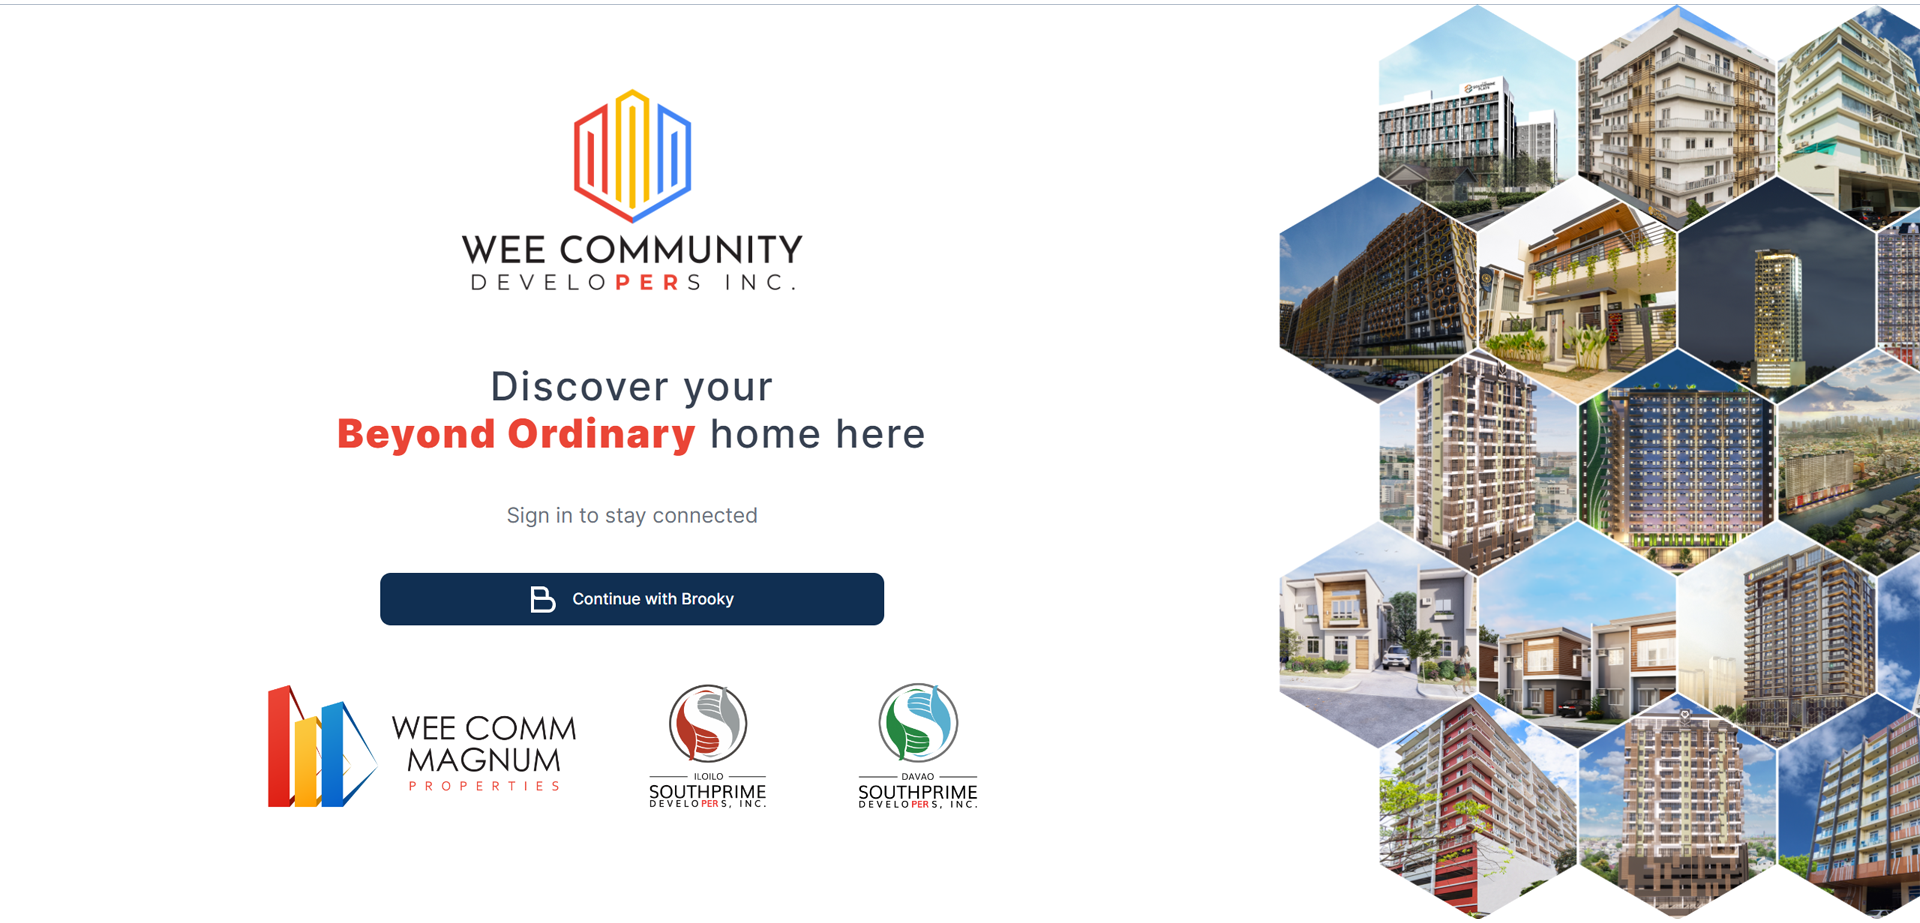 WEE COMMUNITY
DEVELOPERS INC.
Discover your
Beyond Ordinary home here
Sign in to stay connected
Continue with Brooky
WEE COMM
MAGNUM
PROPERTIES
ILOILO
SOUTHPRIME
DEVELOPERS, INC.
DAVAO
SOUTHPRIME
DEVELOPERS, INC.